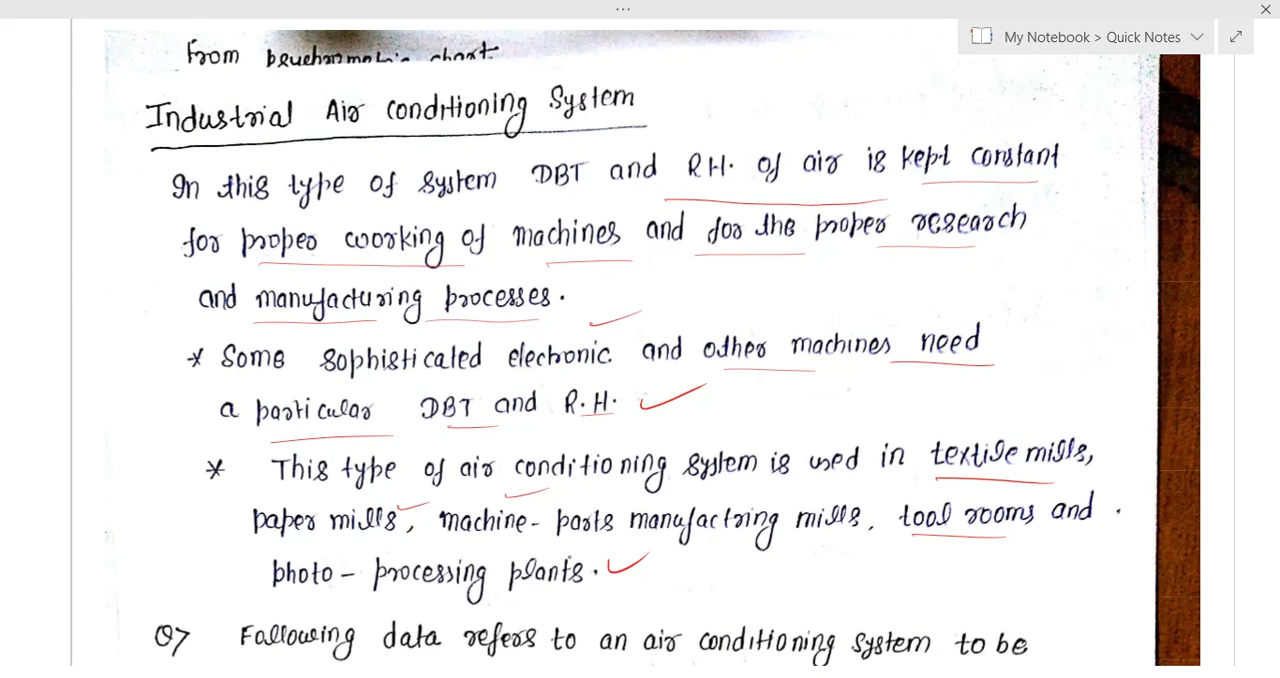 My Notebook > Quick Notes
From chart
Industrial Air conditioning System
In this type of system DBT and R.H. of air is kept constant
for proper working of machines and for the proper research
and manufacturing processes.
* Some sophisticated electronic and other machines need
a particular DBT and R.H.
* This type of air conditioning system is used in textile mills,
paper mills, machine-parts manufactring mills, tool rooms and
photo-processing plants.
Q7 Following data refers to an air conditioning system to be